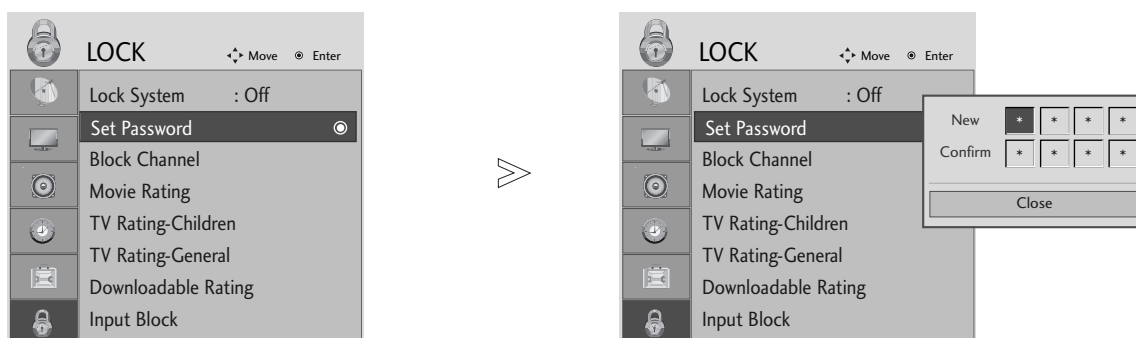 LOCK Move Enter
Lock System : Off
Set Password
Block Channel
Movie Rating
TV Rating-Children
TV Rating-General
Downloadable Rating
Input Block
LOCK Move Enter
Lock System : Off
Set Password
Block Channel
Movie Rating
TV Rating-Children
TV Rating-General
Downloadable Rating
Input Block
New * * * *
Confirm * * * *
Close